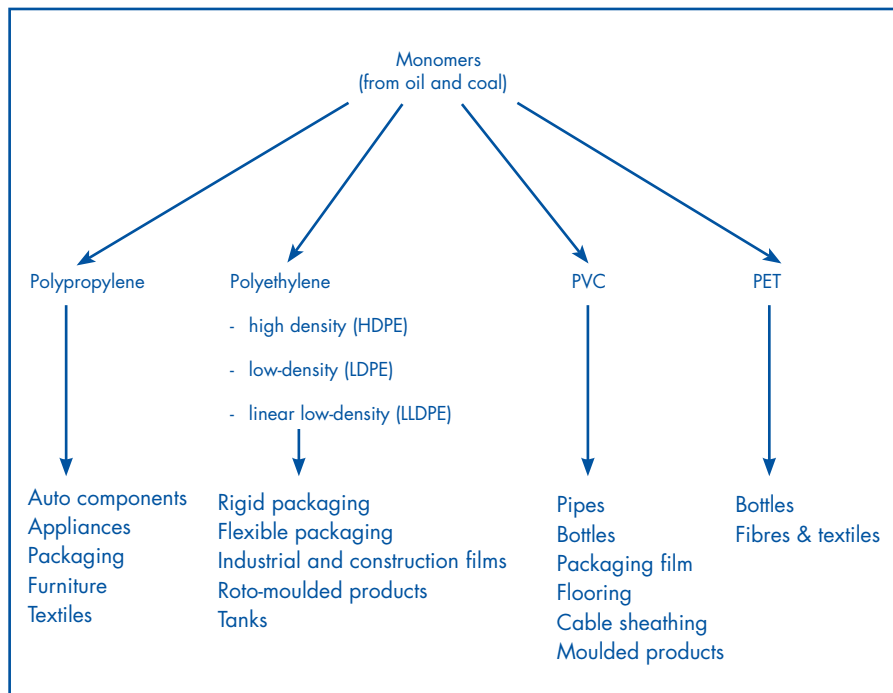 Monomers
(from oil and coal)
Polypropylene
Polyethylene
PVC
PET
- high density (HDPE)
- low-density (LDPE)
- linear low-density (LLDPE)
Auto components
Appliances
Packaging
Furniture
Textiles
Rigid packaging
Flexible packaging
Industrial and construction films
Roto-moulded products
Tanks
Pipes
Bottles
Packaging film
Flooring
Cable sheathing
Moulded products
Bottles
Fibres & textiles